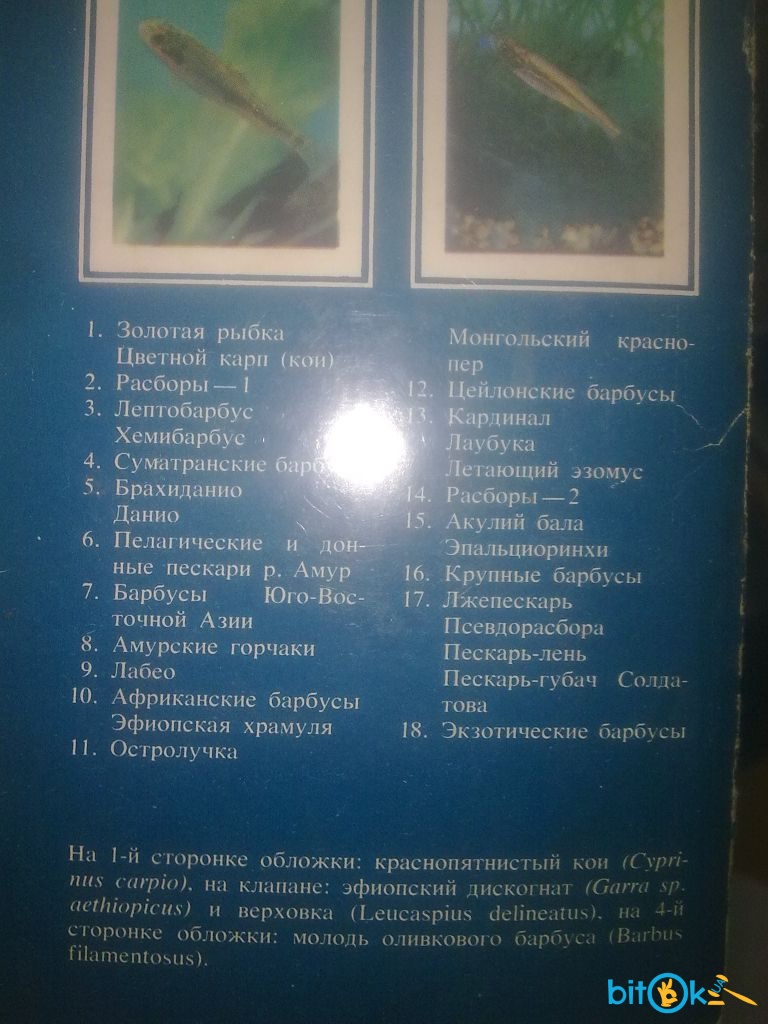 1. Золотая рыбка
Цветной карп (кои)
2. Расборы — 1
3. Лептобарбус
Хемибарбус
4. Суматранские
5. Брахиданио
Данио
6. Пелагические и дон-
ные пескари р. Амур
7. Барбусы Юго-Вос-
точной Азии
8. Амурские горчаки
9. Лабео
10. Африканские барбусы
Эфиопская храмуля
11. Остролучка
Монгольский красно-
пер
12. Цейлонские барбусы
13. Кардинал
Лаубука
Летающий эзомус
14. Расборы — 2
15. Акулий бала
Эпальциоринхи
16. Крупные барбусы
17. Лжепескарь
Псевдорасбора
Пескарь-лень
Пескарь-губач Солда-
това
18. Экзотические барбусы
На 1-й сторонке обложки: краснопятнистый кои (Cypri-
nus carpio), на клапане: эфиопский дискогнат (Garra sp.
aethiopicus) и верховка (Leucaspius delineatus), на 4-й
сторонке обложки: молодь оливкового барбуса (Barbus
filamentosus).
bitOk UA